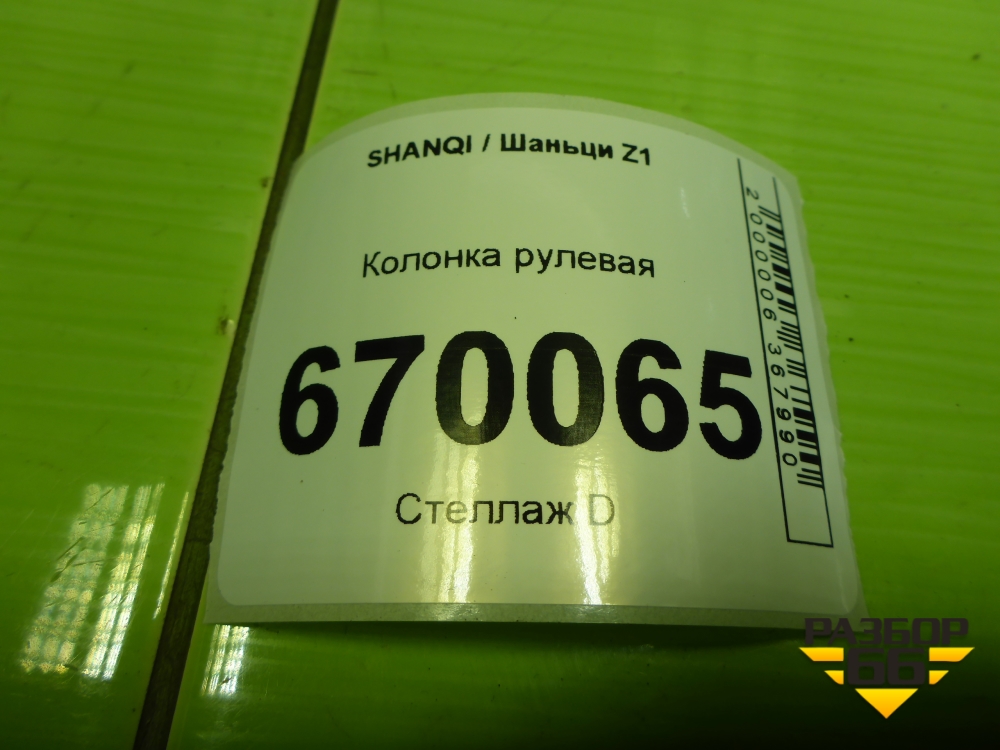 SHANQI / Шаньци Z1
Колонка рулевая
670065
Стеллаж D
2000006367990
РАЗБОР
66